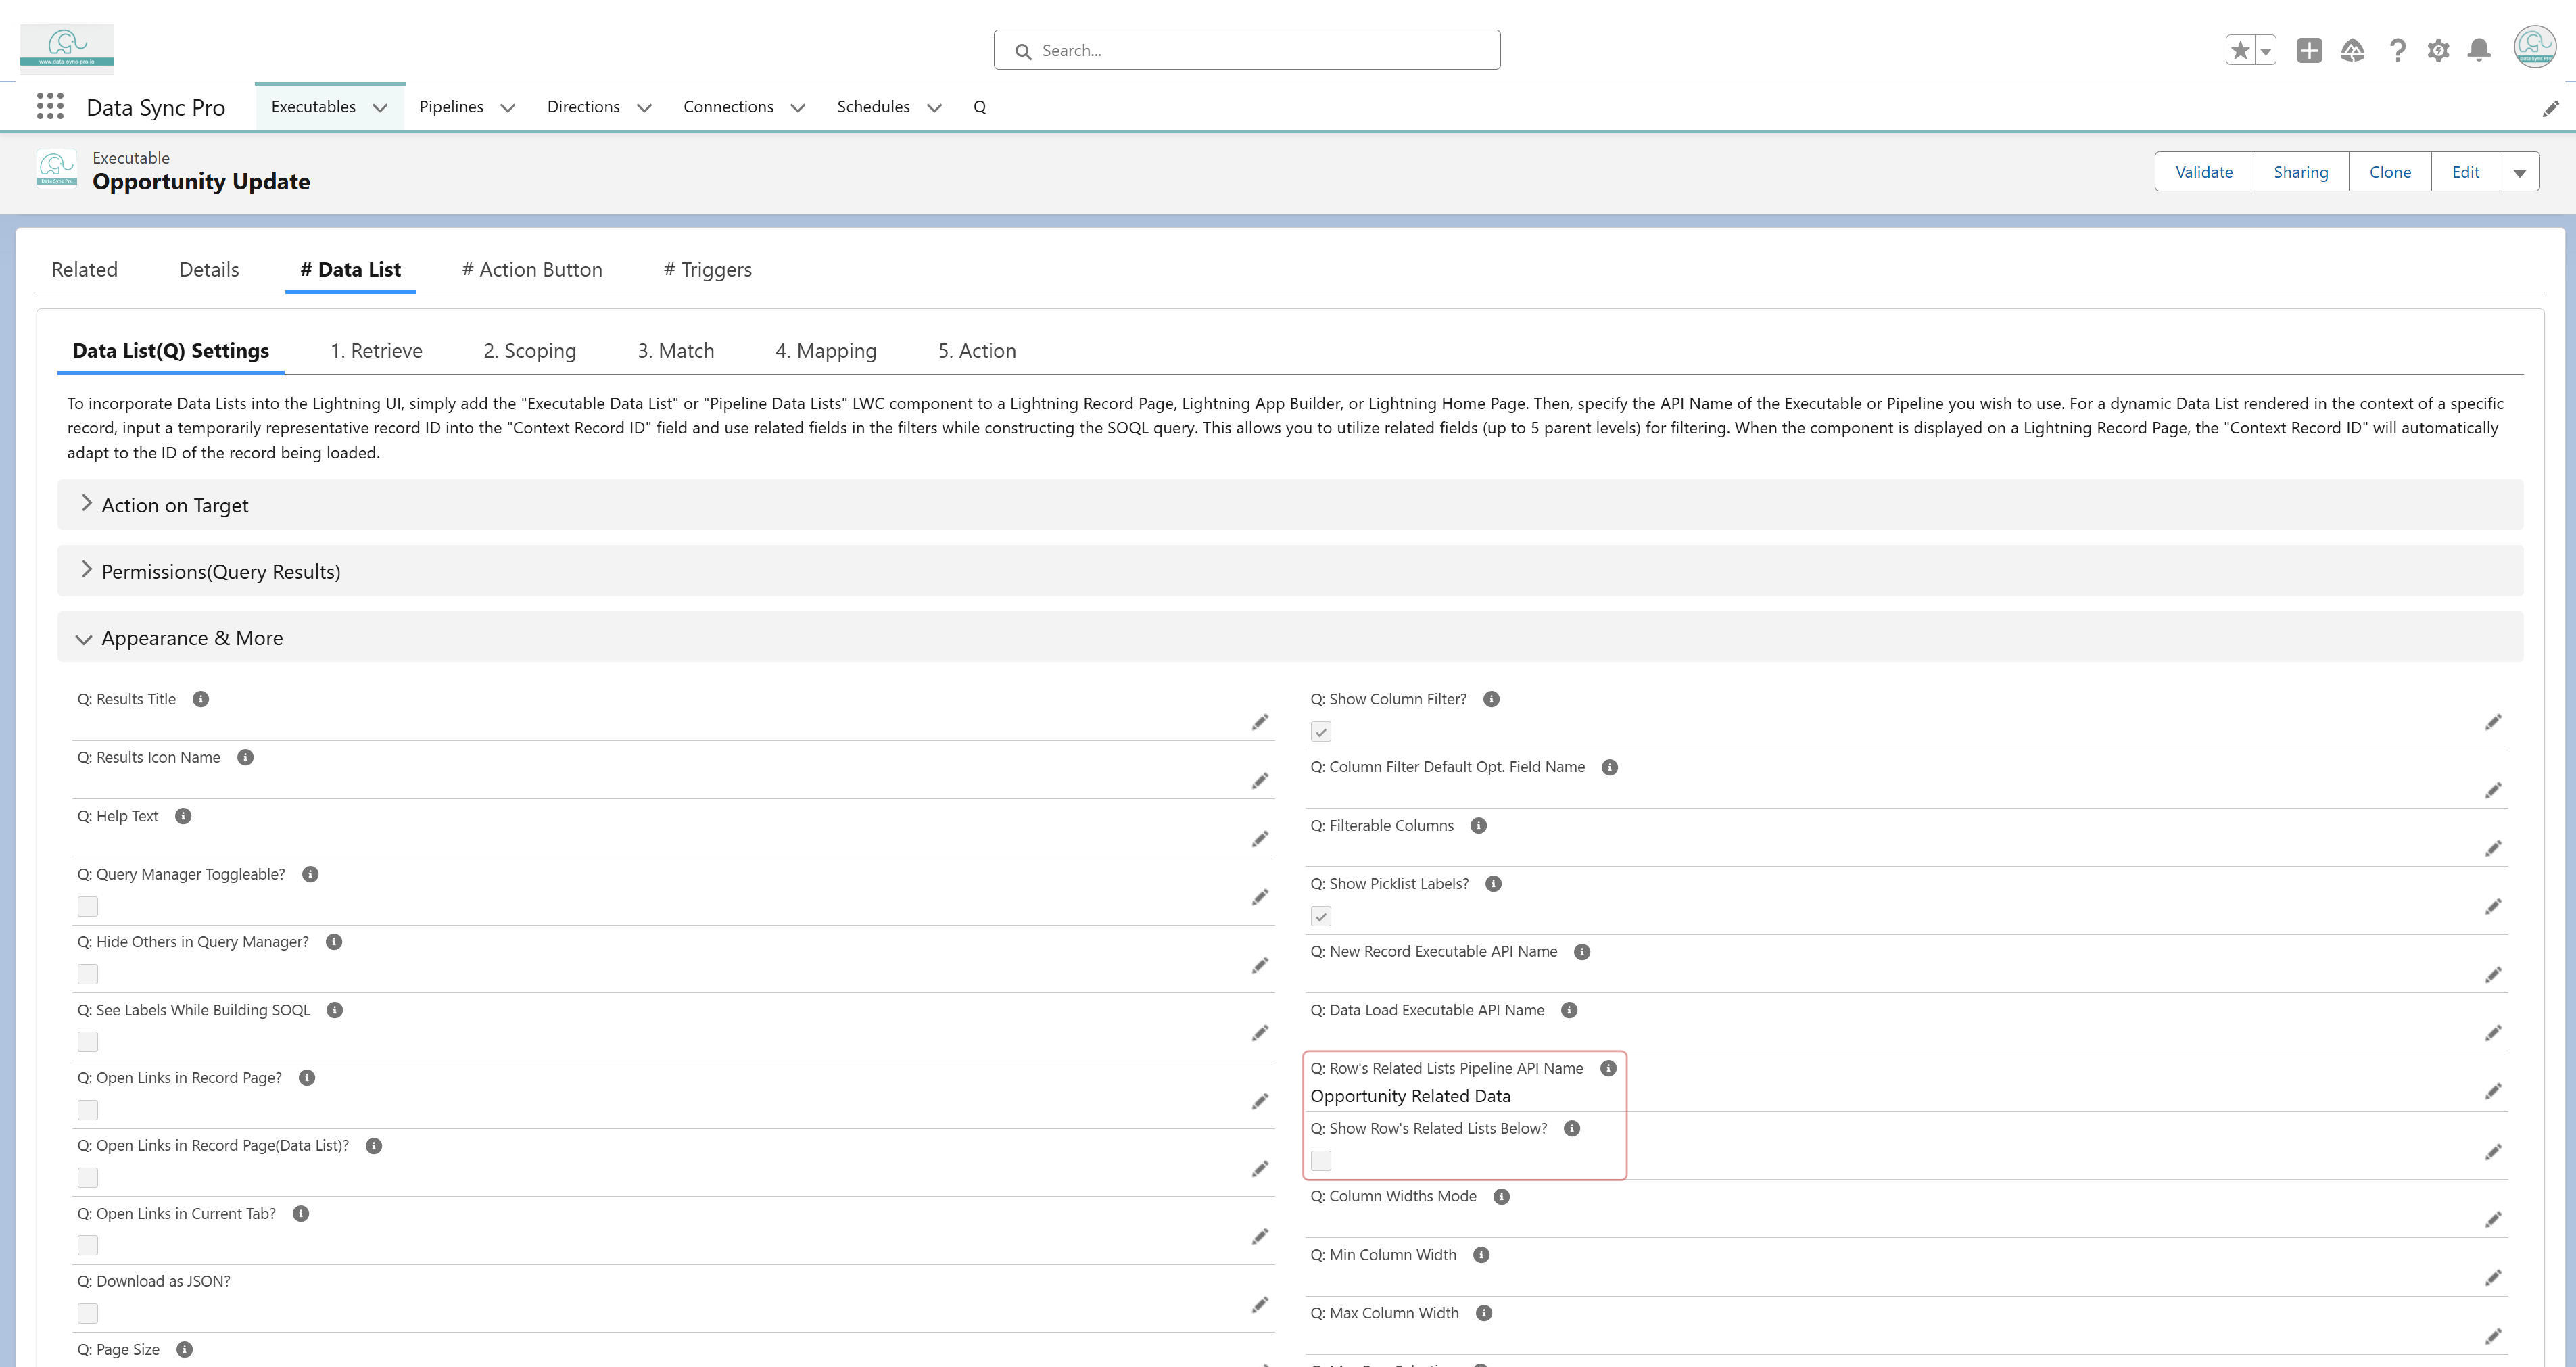 www.data-sync-pro.io
Search...
Data Sync Pro
Executables
Pipelines
Directions
Connections
Schedules
Q
Data Sync Pro
Executable
Opportunity Update
Validate
Sharing
Clone
Edit
Related
Details
# Data List
# Action Button
# Triggers
Data List(Q) Settings
1. Retrieve
2. Scoping
3. Match
4. Mapping
5. Action
To incorporate Data Lists into the Lightning UI, simply add the "Executable Data List" or "Pipeline Data Lists" LWC component to a Lightning Record Page, Lightning App Builder, or Lightning Home Page. Then, specify the API Name of the Executable or Pipeline you wish to use. For a dynamic Data List rendered in the context of a specific
record, input a temporarily representative record ID into the "Context Record ID" field and use related fields in the filters while constructing the SOQL query. This allows you to utilize related fields (up to 5 parent levels) for filtering. When the component is displayed on a Lightning Record Page, the "Context Record ID" will automatically
adapt to the ID of the record being loaded.
Action on Target
Permissions(Query Results)
Appearance & More
Q: Results Title
Q: Results Icon Name
Q: Help Text
Q: Query Manager Toggleable?
Q: Hide Others in Query Manager?
Q: See Labels While Building SOQL
Q: Open Links in Record Page?
Q: Open Links in Record Page(Data List)?
Q: Open Links in Current Tab?
Q: Download as JSON?
Q: Page Size
Q: Show Column Filter?
Q: Column Filter Default Opt. Field Name
Q: Filterable Columns
Q: Show Picklist Labels?
Q: New Record Executable API Name
Q: Data Load Executable API Name
Q: Row's Related Lists Pipeline API Name
Opportunity Related Data
Q: Show Row's Related Lists Below?
Q: Column Widths Mode
Q: Min Column Width
Q: Max Column Width